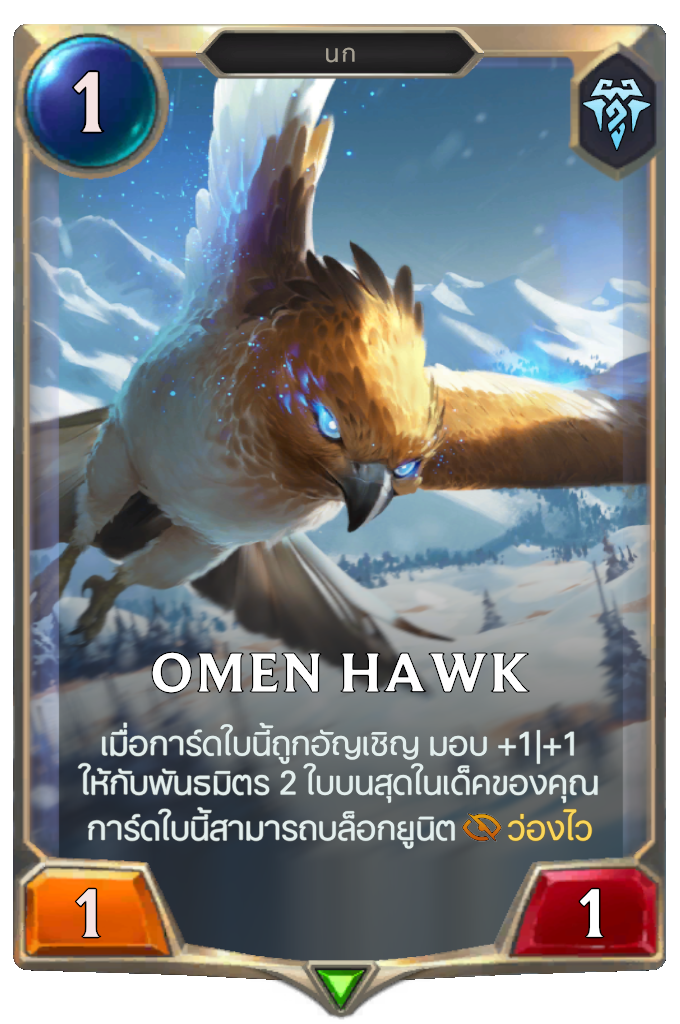 1
นก
OMEN HAWK
เมื่อการ์ดใบนี้ถูกอัญเชิญ มอบ +1|+1
ให้กับพันธมิตร 2 ใบบนสุดในเด็คของคุณ
การ์ดใบนี้สามารถบล็อกยูนิต ว่องไว
1
1